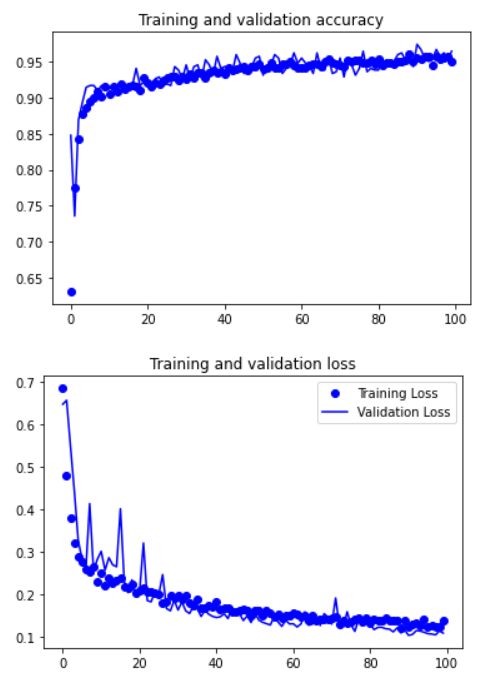 Training and validation accuracy
0.95
0.90
0.85
0.80
0.75
0.70
0.65
0 20 40 60 80 100
Training and validation loss
0.7
Training Loss
Validation Loss
0.6
0.5
0.4
0.3
0.2
0.1
0 20 40 60 80 100